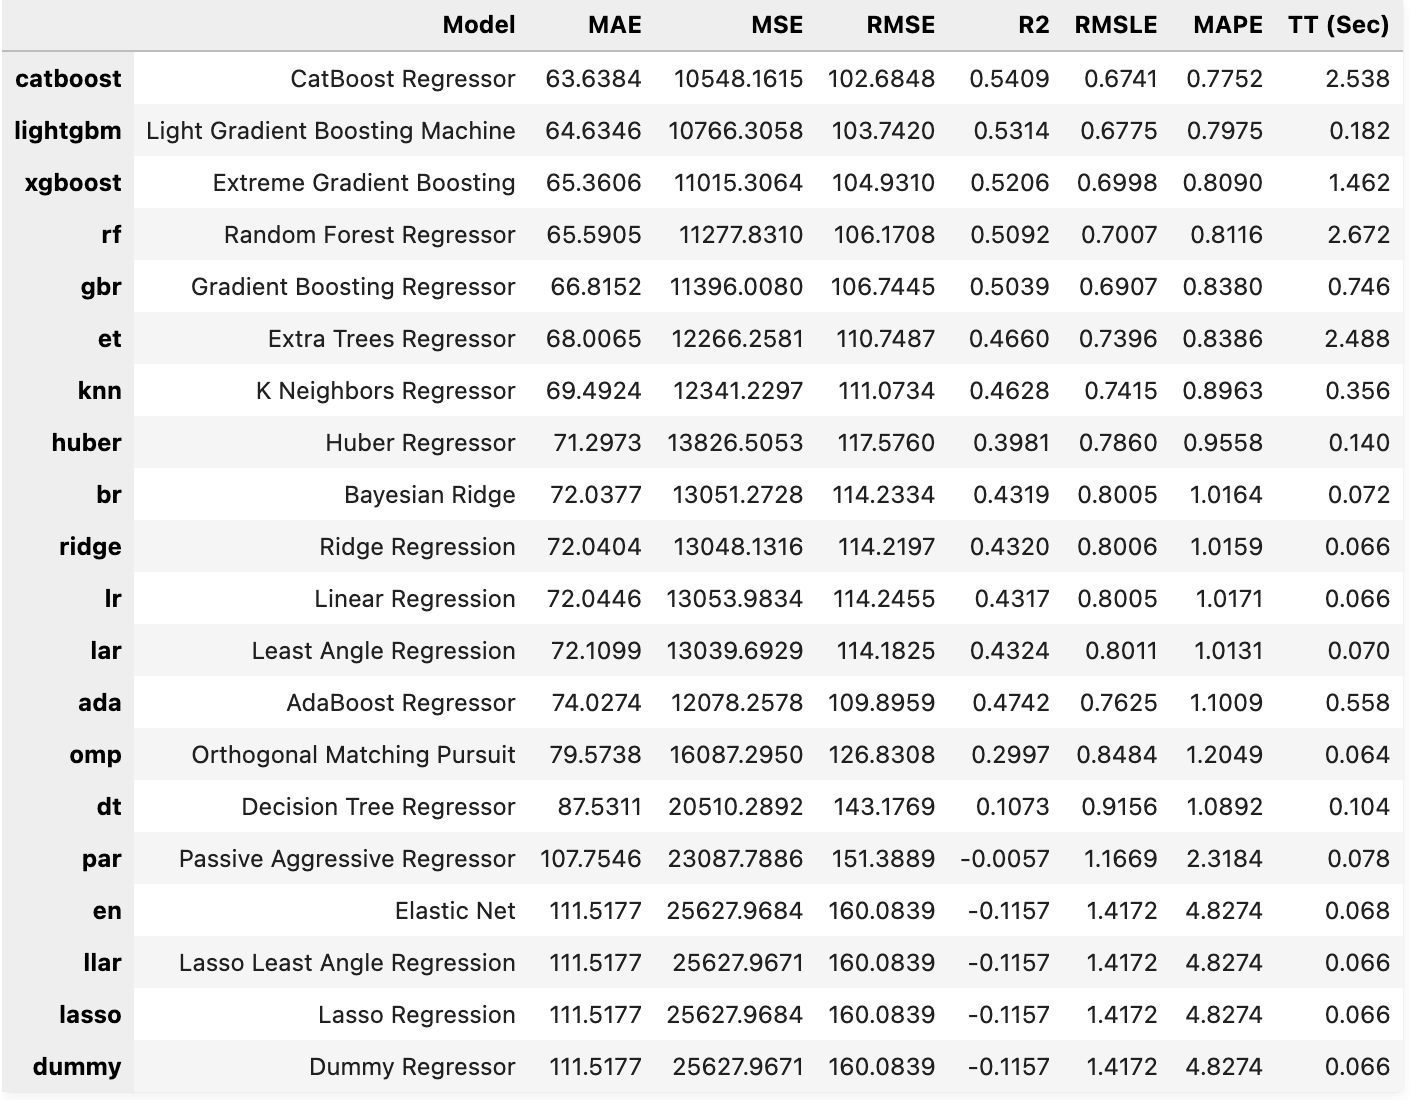 Model MAE MSE RMSE R2 RMSLE MAPE TT (Sec)
catboost CatBoost Regressor 63.6384 10548.1615 102.6848 0.5409 0.6741 0.7752 2.538
lightgbm Light Gradient Boosting Machine 64.6346 10766.3058 103.7420 0.5314 0.6775 0.7975 0.182
xgboost Extreme Gradient Boosting 65.3606 11015.3064 104.9310 0.5206 0.6998 0.8090 1.462
rf Random Forest Regressor 65.5905 11277.8310 106.1708 0.5092 0.7007 0.8116 2.672
gbr Gradient Boosting Regressor 66.8152 11396.0080 106.7445 0.5039 0.6907 0.8380 0.746
et Extra Trees Regressor 68.0065 12266.2581 110.7487 0.4660 0.7396 0.8386 2.488
knn K Neighbors Regressor 69.4924 12341.2297 111.0734 0.4628 0.7415 0.8963 0.356
huber Huber Regressor 71.2973 13826.5053 117.5760 0.3981 0.7860 0.9558 0.140
br Bayesian Ridge 72.0377 13051.2728 114.2334 0.4319 0.8005 1.0164 0.072
ridge Ridge Regression 72.0404 13048.1316 114.2197 0.4320 0.8006 1.0159 0.066
lr Linear Regression 72.0446 13053.9834 114.2455 0.4317 0.8005 1.0171 0.066
lar Least Angle Regression 72.1099 13039.6929 114.1825 0.4324 0.8011 1.0131 0.070
ada AdaBoost Regressor 74.0274 12078.2578 109.8959 0.4742 0.7625 1.1009 0.558
omp Orthogonal Matching Pursuit 79.5738 16087.2950 126.8308 0.2997 0.8484 1.2049 0.064
dt Decision Tree Regressor 87.5311 20510.2892 143.1769 0.1073 0.9156 1.0892 0.104
par Passive Aggressive Regressor 107.7546 23087.7886 151.3889 -0.0057 1.1669 2.3184 0.078
en Elastic Net 111.5177 25627.9684 160.0839 -0.1157 1.4172 4.8274 0.068
llar Lasso Least Angle Regression 111.5177 25627.9671 160.0839 -0.1157 1.4172 4.8274 0.066
lasso Lasso Regression 111.5177 25627.9684 160.0839 -0.1157 1.4172 4.8274 0.066
dummy Dummy Regressor 111.5177 25627.9671 160.0839 -0.1157 1.4172 4.8274 0.066